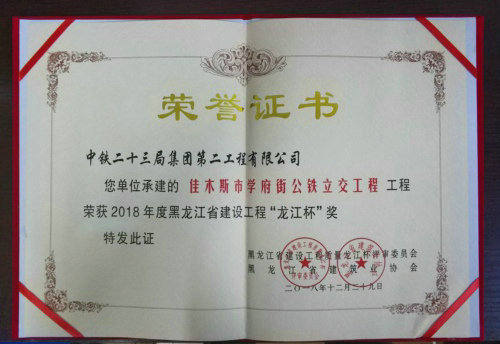 荣誉证书
中铁二十三局集团第二工程有限公司
您单位承建的 佳木斯市学府街公铁立交工程 工程
荣获2018年度黑龙江省建设工程“龙江杯”奖
特发此证
黑龙江省建设工程质量龙江杯评审委员会
黑龙江省建筑业协会
二〇一八年十二月二十九日